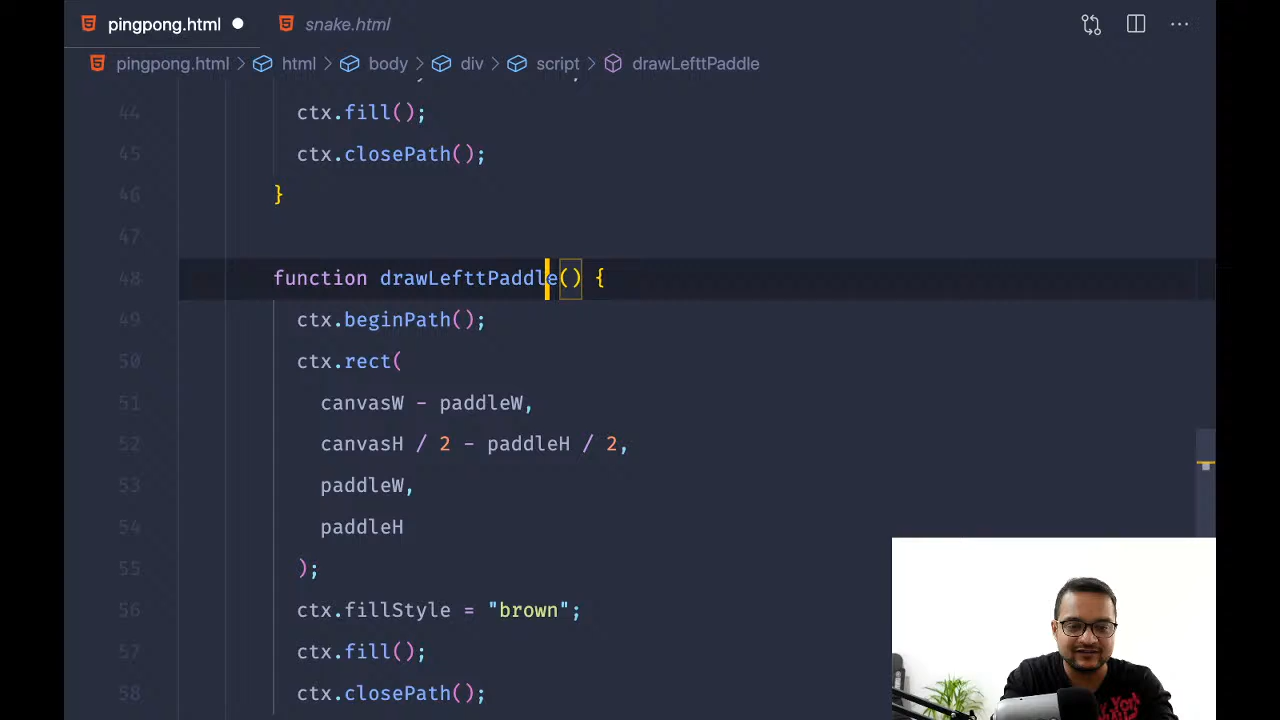 pingpong.html snake.html
pingpong.html html body div script drawLefttPaddle
44 ctx.fill();
45 ctx.closePath();
46 }
47
48 function drawLefttPaddle() {
49 ctx.beginPath();
50 ctx.rect(
51 canvasW - paddleW,
52 canvasH / 2 - paddleH / 2,
53 paddleW,
54 paddleH
55 );
56 ctx.fillStyle = "brown";
57 ctx.fill();
58 ctx.closePath();